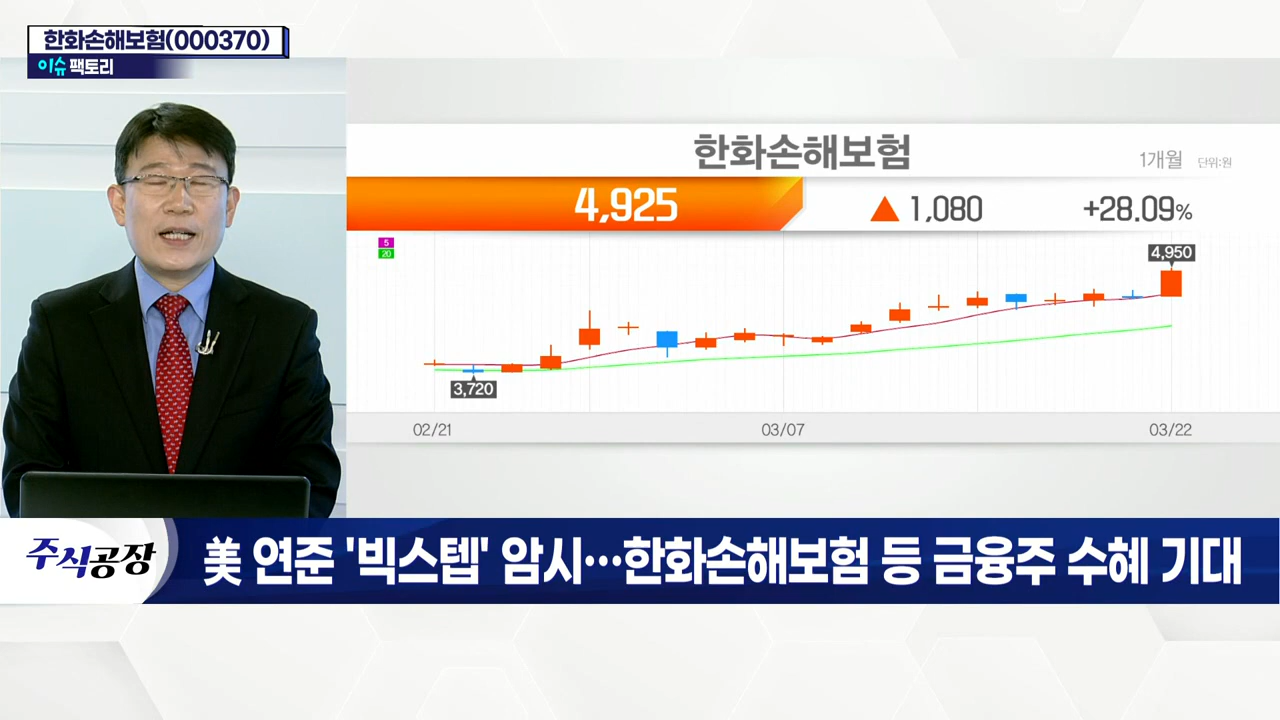 한화손해보험(000370)
이슈 팩토리
한화손해보험
1개월 단위:원
4,925 ▲ 1,080 +28.09%
5
20
4,950
3,720
02/21 03/07 03/22
주식공장
美 연준 '빅스텝' 암시…한화손해보험 등 금융주 수혜 기대